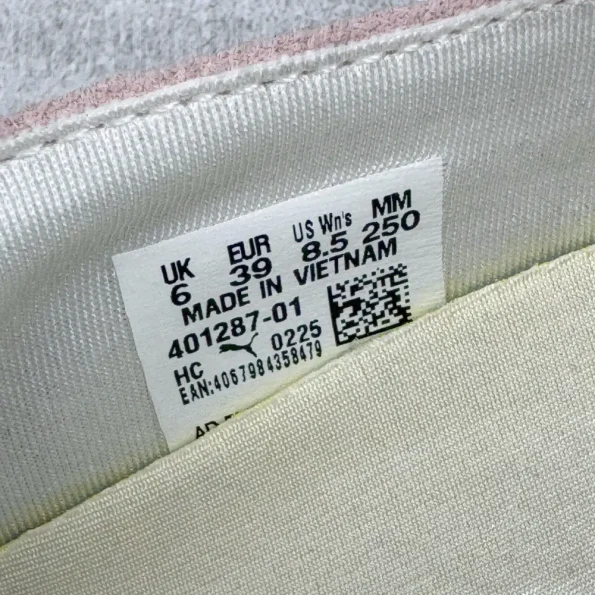 UK EUR US Wn's MM
6 39 8.5 250
MADE IN VIETNAM
401287-01
HC 0225
EAN:4067984358479